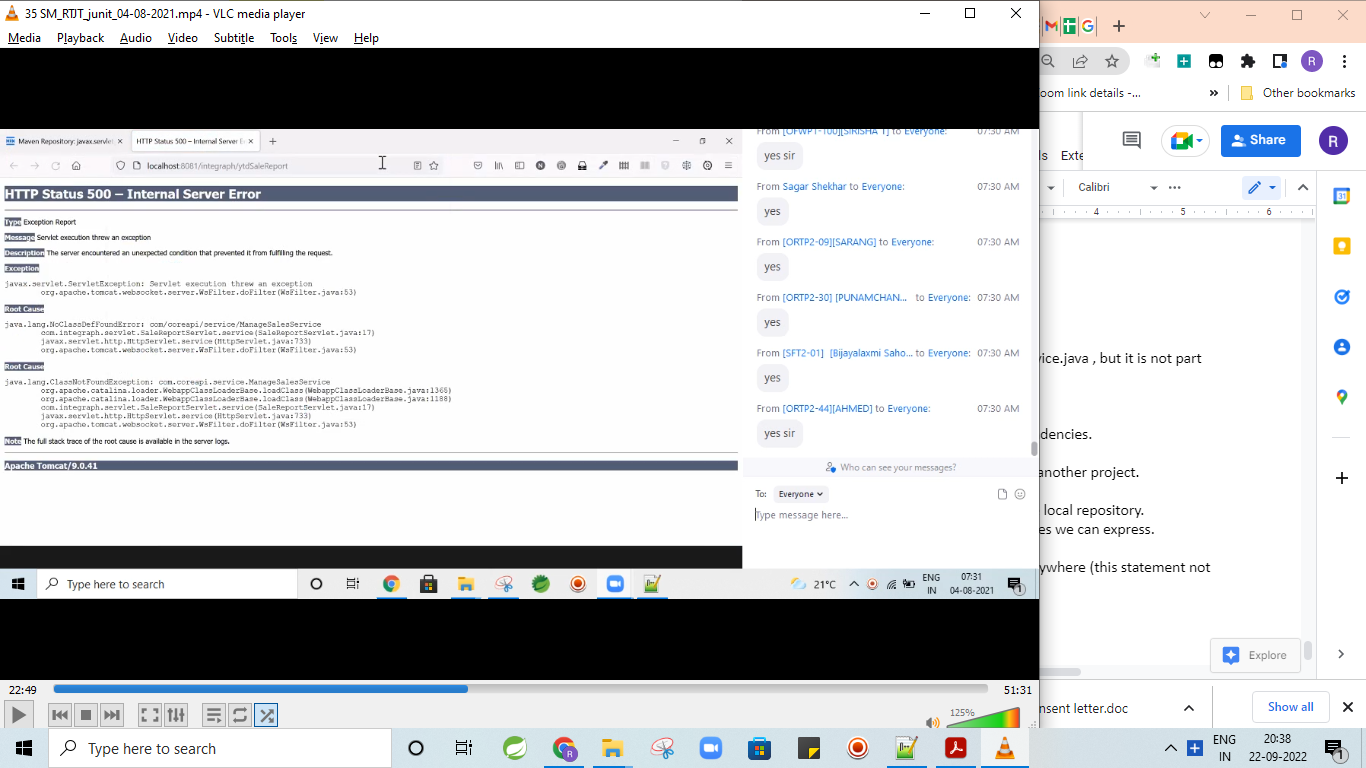 35 SM_RTJT_junit_04-08-2021.mp4 - VLC media player
Media Playback Audio Video Subtitle Tools View Help
Maven Repository: javax.servlet
HTTP Status 500 – Internal Server E
localhost:8081/integraph/ytdSaleReport
HTTP Status 500 – Internal Server Error
Type Exception Report
Message Servlet execution threw an exception
Description The server encountered an unexpected condition that prevented it from fulfilling the request.
Exception
javax.servlet.ServletException: Servlet execution threw an exception
org.apache.tomcat.websocket.server.WsFilter.doFilter(WsFilter.java:53)
Root Cause
java.lang.NoClassDefFoundError: com/coreapi/service/ManageSalesService
com.integraph.servlet.SaleReportServlet.service(SaleReportServlet.java:17)
javax.servlet.http.HttpServlet.service(HttpServlet.java:733)
org.apache.tomcat.websocket.server.WsFilter.doFilter(WsFilter.java:53)
Root Cause
java.lang.ClassNotFoundException: com.coreapi.service.ManageSalesService
org.apache.catalina.loader.WebappClassLoaderBase.loadClass(WebappClassLoaderBase.java:1365)
org.apache.catalina.loader.WebappClassLoaderBase.loadClass(WebappClassLoaderBase.java:1188)
com.integraph.servlet.SaleReportServlet.service(SaleReportServlet.java:17)
javax.servlet.http.HttpServlet.service(HttpServlet.java:733)
org.apache.tomcat.websocket.server.WsFilter.doFilter(WsFilter.java:53)
Note The full stack trace of the root cause is available in the server logs.
Apache Tomcat/9.0.41
From [OFWP1-100][SIRISHA T] to Everyone: 07:30 AM
yes sir
From Sagar Shekhar to Everyone: 07:30 AM
yes
From [ORTP2-09][SARANG] to Everyone: 07:30 AM
yes
From [ORTP2-30] [PUNAMCHAN... to Everyone: 07:30 AM
yes
From [SFT2-01] [Bijayalaxmi Saho... to Everyone: 07:30 AM
yes
From [ORTP2-44][AHMED] to Everyone: 07:30 AM
yes sir
Who can see your messages?
To: Everyone
Type message here...
Type here to search
21°C
ENG
IN
07:31
04-08-2021
1
22:49
51:31
125%
oom link details -...
»
Other bookmarks
R
ls Exte
Share
R
Calibri
4 5 6
31
vice.java , but it is not part
dencies.
another project.
local repository.
es we can express.
ywhere (this statement not
Explore
nsent letter.doc
Show all
Type here to search
ENG
IN
20:38
22-09-2022
1